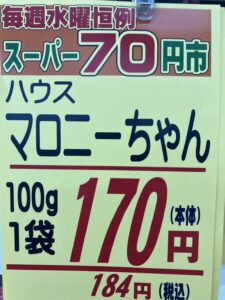 毎週水曜恒例
スーパー70円市
ハウス
マロニーちゃん
100g
1袋
170円
(本体)
184円(税込)